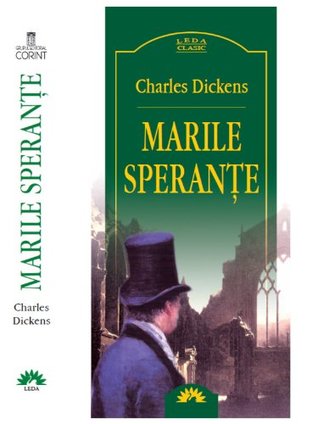 GRUPUL EDITORIAL
CORINT
MARILE SPERANȚE
Charles
Dickens
LEDA
LEDA
CLASIC
Charles Dickens
MARILE
SPERANȚE